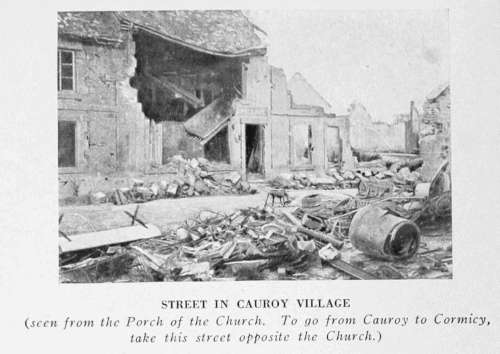 STREET IN CAUROY VILLAGE
(seen from the Porch of the Church. To go from Cauroy to Cormicy,
take this street opposite the Church.)